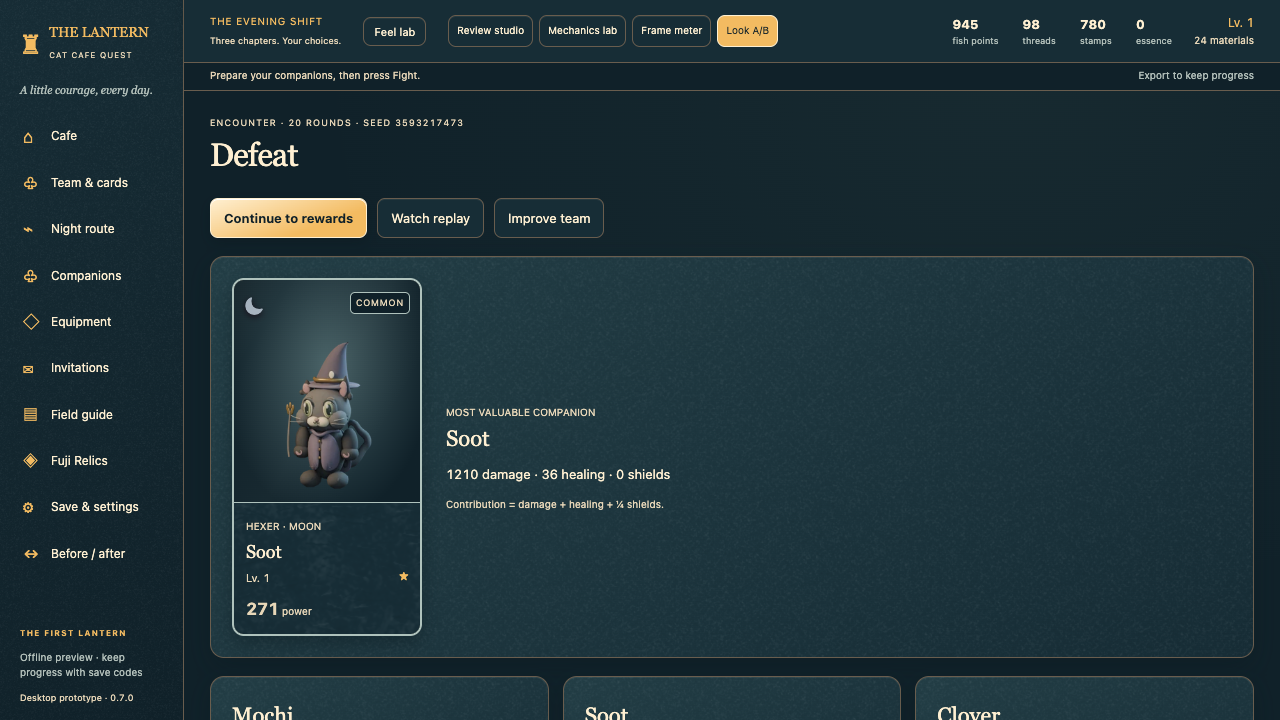 THE LANTERN
CAT CAFE QUEST
A little courage, every day.
Cafe
Team & cards
Night route
Companions
Equipment
Invitations
Field guide
Fuji Relics
Save & settings
Before / after
THE FIRST LANTERN
Offline preview · keep
progress with save codes
Desktop prototype · 0.7.0
THE EVENING SHIFT
Three chapters. Your choices.
Feel lab
Review studio
Mechanics lab
Frame meter
Look A/B
945
fish points
98
threads
780
stamps
0
essence
Lv. 1
24 materials
Prepare your companions, then press Fight.
Export to keep progress
ENCOUNTER · 20 ROUNDS · SEED 3593217473
Defeat
Continue to rewards
Watch replay
Improve team
COMMON
HEXER · MOON
Soot
Lv. 1
271 power
MOST VALUABLE COMPANION
Soot
1210 damage · 36 healing · 0 shields
Contribution = damage + healing + ¼ shields.
Mochi
Soot
Clover